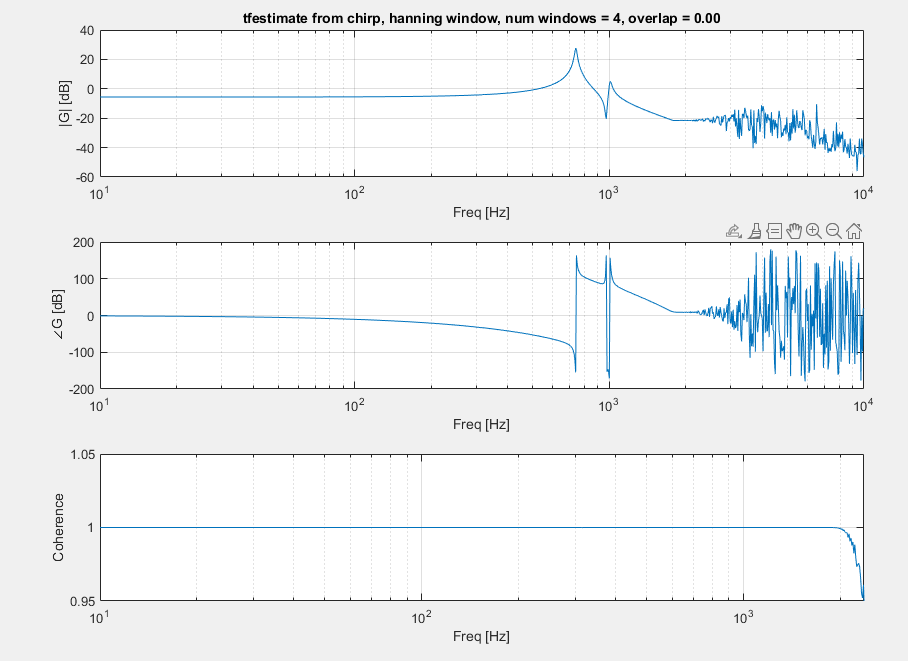 tfestimate from chirp, hanning window, num windows = 4, overlap = 0.00
40
20
0
-20
-40
-60
|G| [dB]
10^1 10^2 10^3 10^4
Freq [Hz]
200
100
0
-100
-200
∠G [dB]
10^1 10^2 10^3 10^4
Freq [Hz]
1.05
1
0.95
Coherence
10^1 10^2 10^3
Freq [Hz]